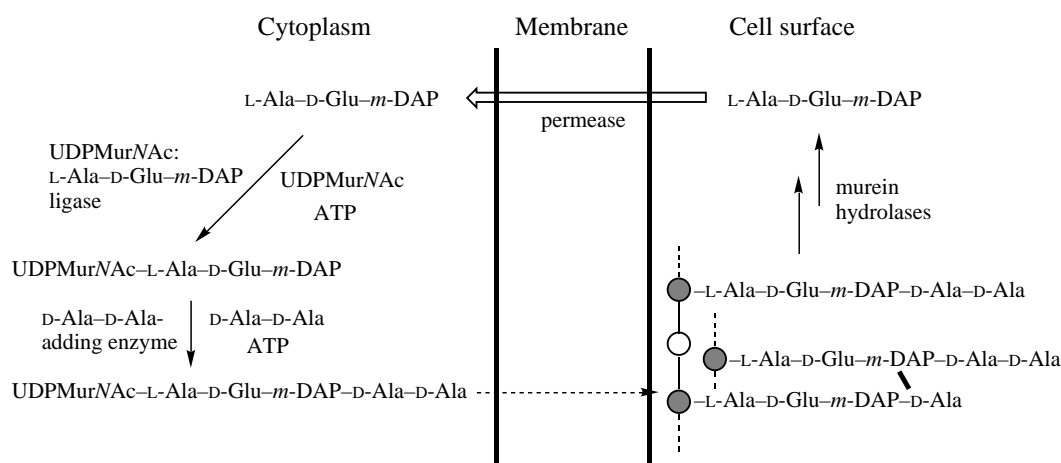 Cytoplasm Membrane Cell surface
L-Ala–D-Glu–m-DAP
permease
L-Ala–D-Glu–m-DAP
UDPMurNAc:
L-Ala–D-Glu–m-DAP
ligase
UDPMurNAc
ATP
murein
hydrolases
UDPMurNAc–L-Ala–D-Glu–m-DAP
D-Ala–D-Ala-
adding enzyme
D-Ala–D-Ala
ATP
UDPMurNAc–L-Ala–D-Glu–m-DAP–D-Ala–D-Ala
–L-Ala–D-Glu–m-DAP–D-Ala–D-Ala
–L-Ala–D-Glu–m-DAP–D-Ala–D-Ala
–L-Ala–D-Glu–m-DAP–D-Ala